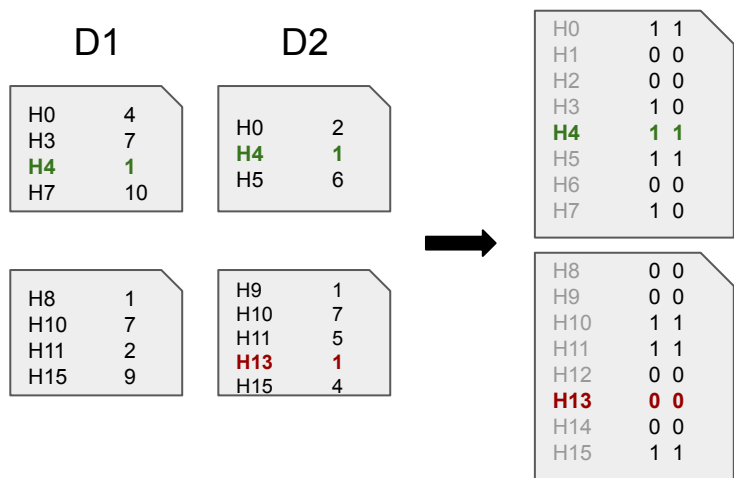 D1 D2
H0 4
H3 7
H4 1
H7 10
H0 2
H4 1
H5 6
H8 1
H10 7
H11 2
H15 9
H9 1
H10 7
H11 5
H13 1
H15 4
H0 1 1
H1 0 0
H2 0 0
H3 1 0
H4 1 1
H5 1 1
H6 0 0
H7 1 0
H8 0 0
H9 0 0
H10 1 1
H11 1 1
H12 0 0
H13 0 0
H14 0 0
H15 1 1